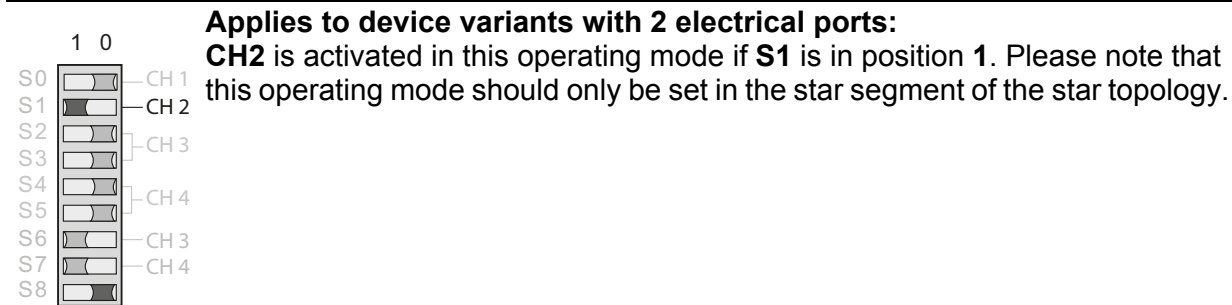 Applies to device variants with 2 electrical ports:
CH2 is activated in this operating mode if S1 is in position 1. Please note that
this operating mode should only be set in the star segment of the star topology.
1 0
S0 CH 1
S1 CH 2
S2
CH 3
S3
S4
CH 4
S5
S6 CH 3
S7 CH 4
S8